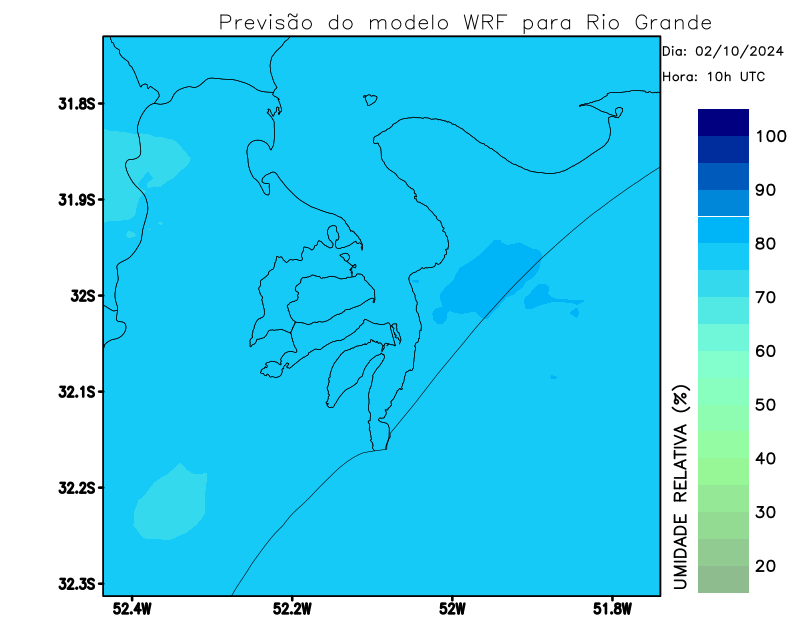 Previsão do modelo WRF para Rio Grande
Dia: 02/10/2024
Hora: 10h UTC
31.8S
31.9S
32S
32.1S
32.2S
32.3S
52.4W
52.2W
52W
51.8W
100
90
80
70
60
50
40
30
20
UMIDADE RELATIVA (%)